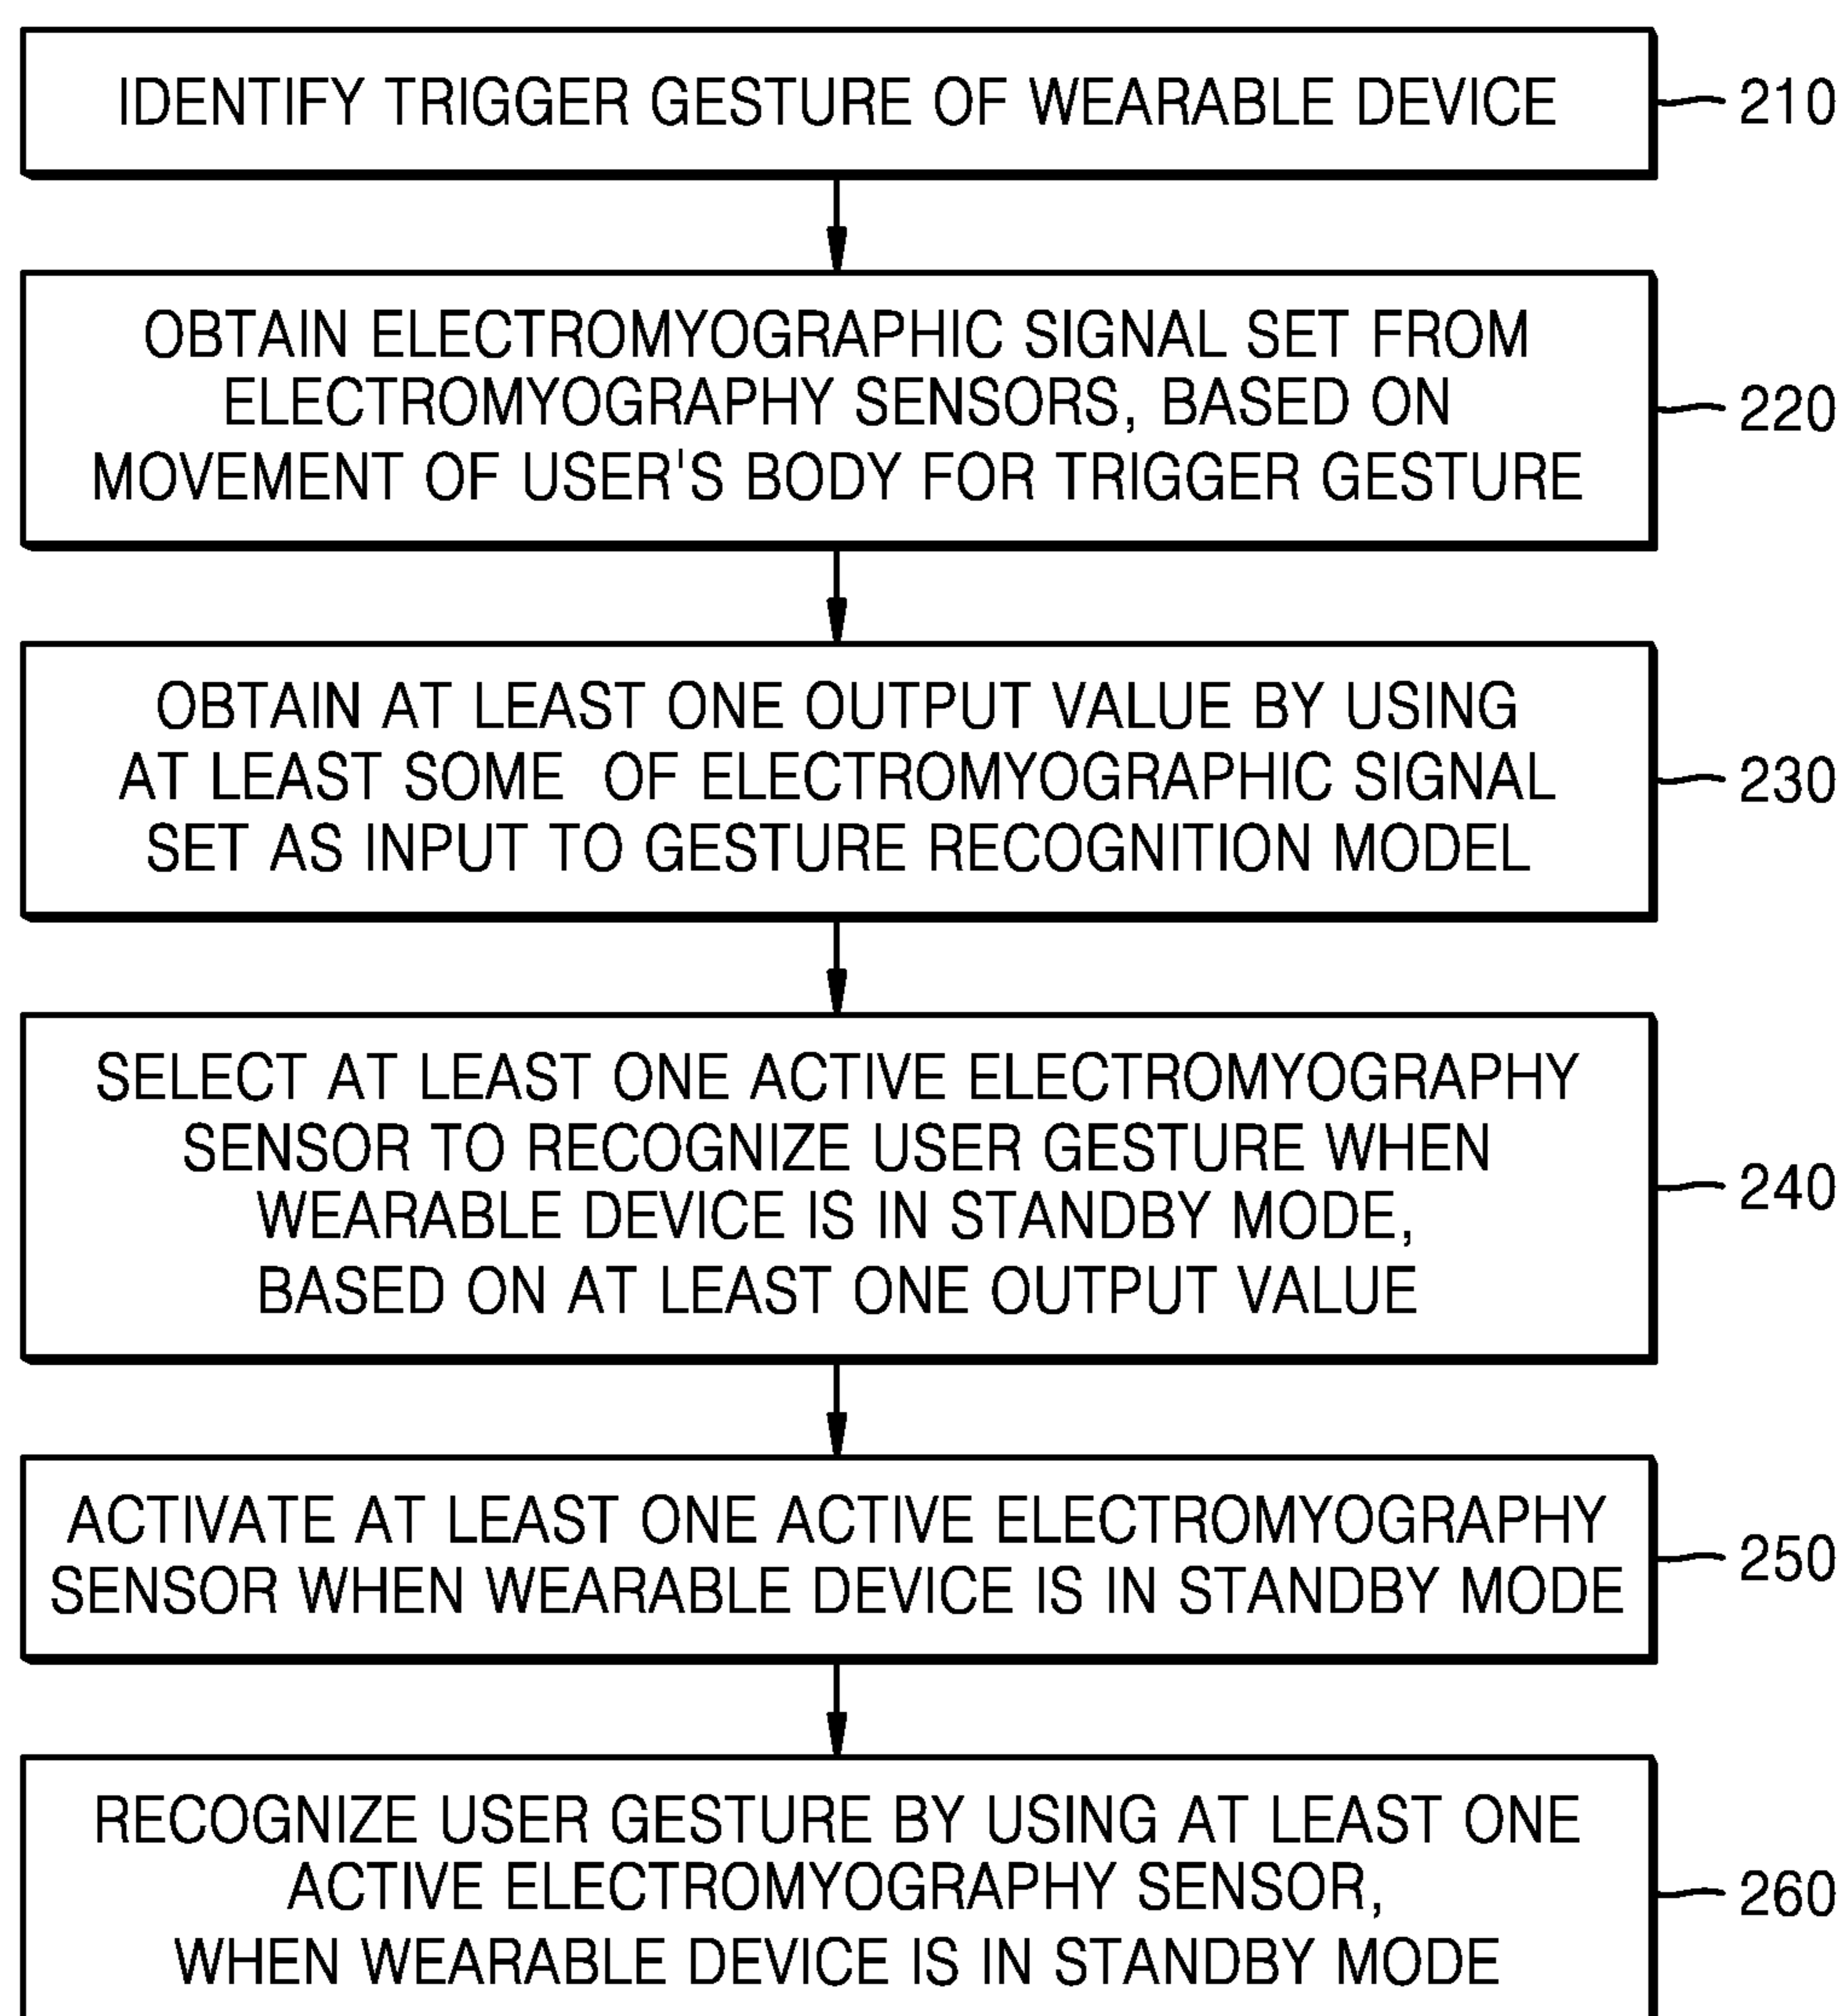 IDENTIFY TRIGGER GESTURE OF WEARABLE DEVICE
210
OBTAIN ELECTROMYOGRAPHIC SIGNAL SET FROM
ELECTROMYOGRAPHY SENSORS, BASED ON
MOVEMENT OF USER'S BODY FOR TRIGGER GESTURE
220
OBTAIN AT LEAST ONE OUTPUT VALUE BY USING
AT LEAST SOME OF ELECTROMYOGRAPHIC SIGNAL
SET AS INPUT TO GESTURE RECOGNITION MODEL
230
SELECT AT LEAST ONE ACTIVE ELECTROMYOGRAPHY
SENSOR TO RECOGNIZE USER GESTURE WHEN
WEARABLE DEVICE IS IN STANDBY MODE,
BASED ON AT LEAST ONE OUTPUT VALUE
240
ACTIVATE AT LEAST ONE ACTIVE ELECTROMYOGRAPHY
SENSOR WHEN WEARABLE DEVICE IS IN STANDBY MODE
250
RECOGNIZE USER GESTURE BY USING AT LEAST ONE
ACTIVE ELECTROMYOGRAPHY SENSOR,
WHEN WEARABLE DEVICE IS IN STANDBY MODE
260